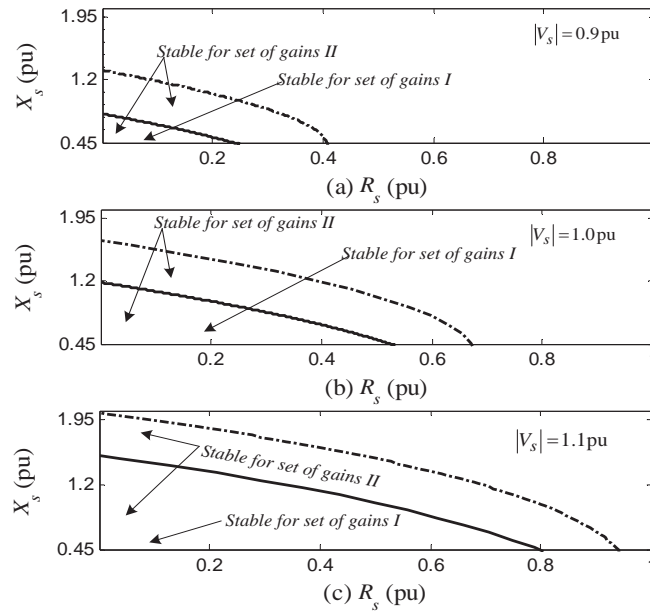 1.95
|V_s| = 0.9 pu
Stable for set of gains II
Stable for set of gains I
1.2
X_s (pu)
0.45
0.2 0.4 0.6 0.8
(a) R_s (pu)
1.95
|V_s| = 1.0 pu
Stable for set of gains II
Stable for set of gains I
1.2
X_s (pu)
0.45
0.2 0.4 0.6 0.8
(b) R_s (pu)
1.95
|V_s| = 1.1 pu
Stable for set of gains II
1.2
X_s (pu)
Stable for set of gains I
0.45
0.2 0.4 0.6 0.8
(c) R_s (pu)